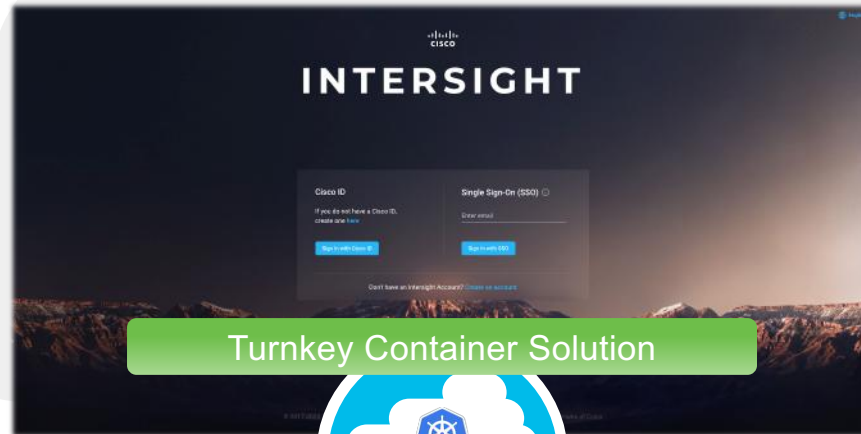 CISCO
INTERSIGHT
Cisco ID
If you do not have a Cisco ID,
create one here
Sign In with Cisco ID
Single Sign-On (SSO)
Enter email
Sign In with SSO
Don't have an Intersight Account? Create an account
Turnkey Container Solution